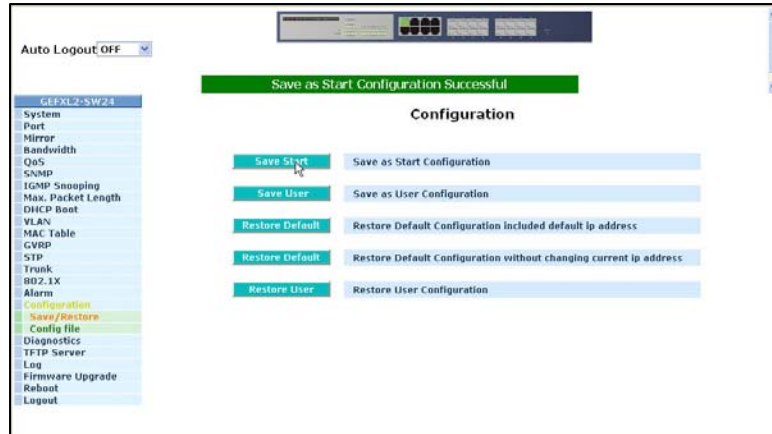 Auto Logout OFF
Save as Start Configuration Successful
GEFXL2-SW24
System
Port
Mirror
Bandwidth
QoS
SNMP
IGMP Snooping
Max. Packet Length
DHCP Boot
VLAN
MAC Table
GVRP
STP
Trunk
802.1X
Alarm
Configuration
Save/Restore
Config file
Diagnostics
TFTP Server
Log
Firmware Upgrade
Reboot
Logout
Configuration
Save Start Save as Start Configuration
Save User Save as User Configuration
Restore Default Restore Default Configuration included default ip address
Restore Default Restore Default Configuration without changing current ip address
Restore User Restore User Configuration